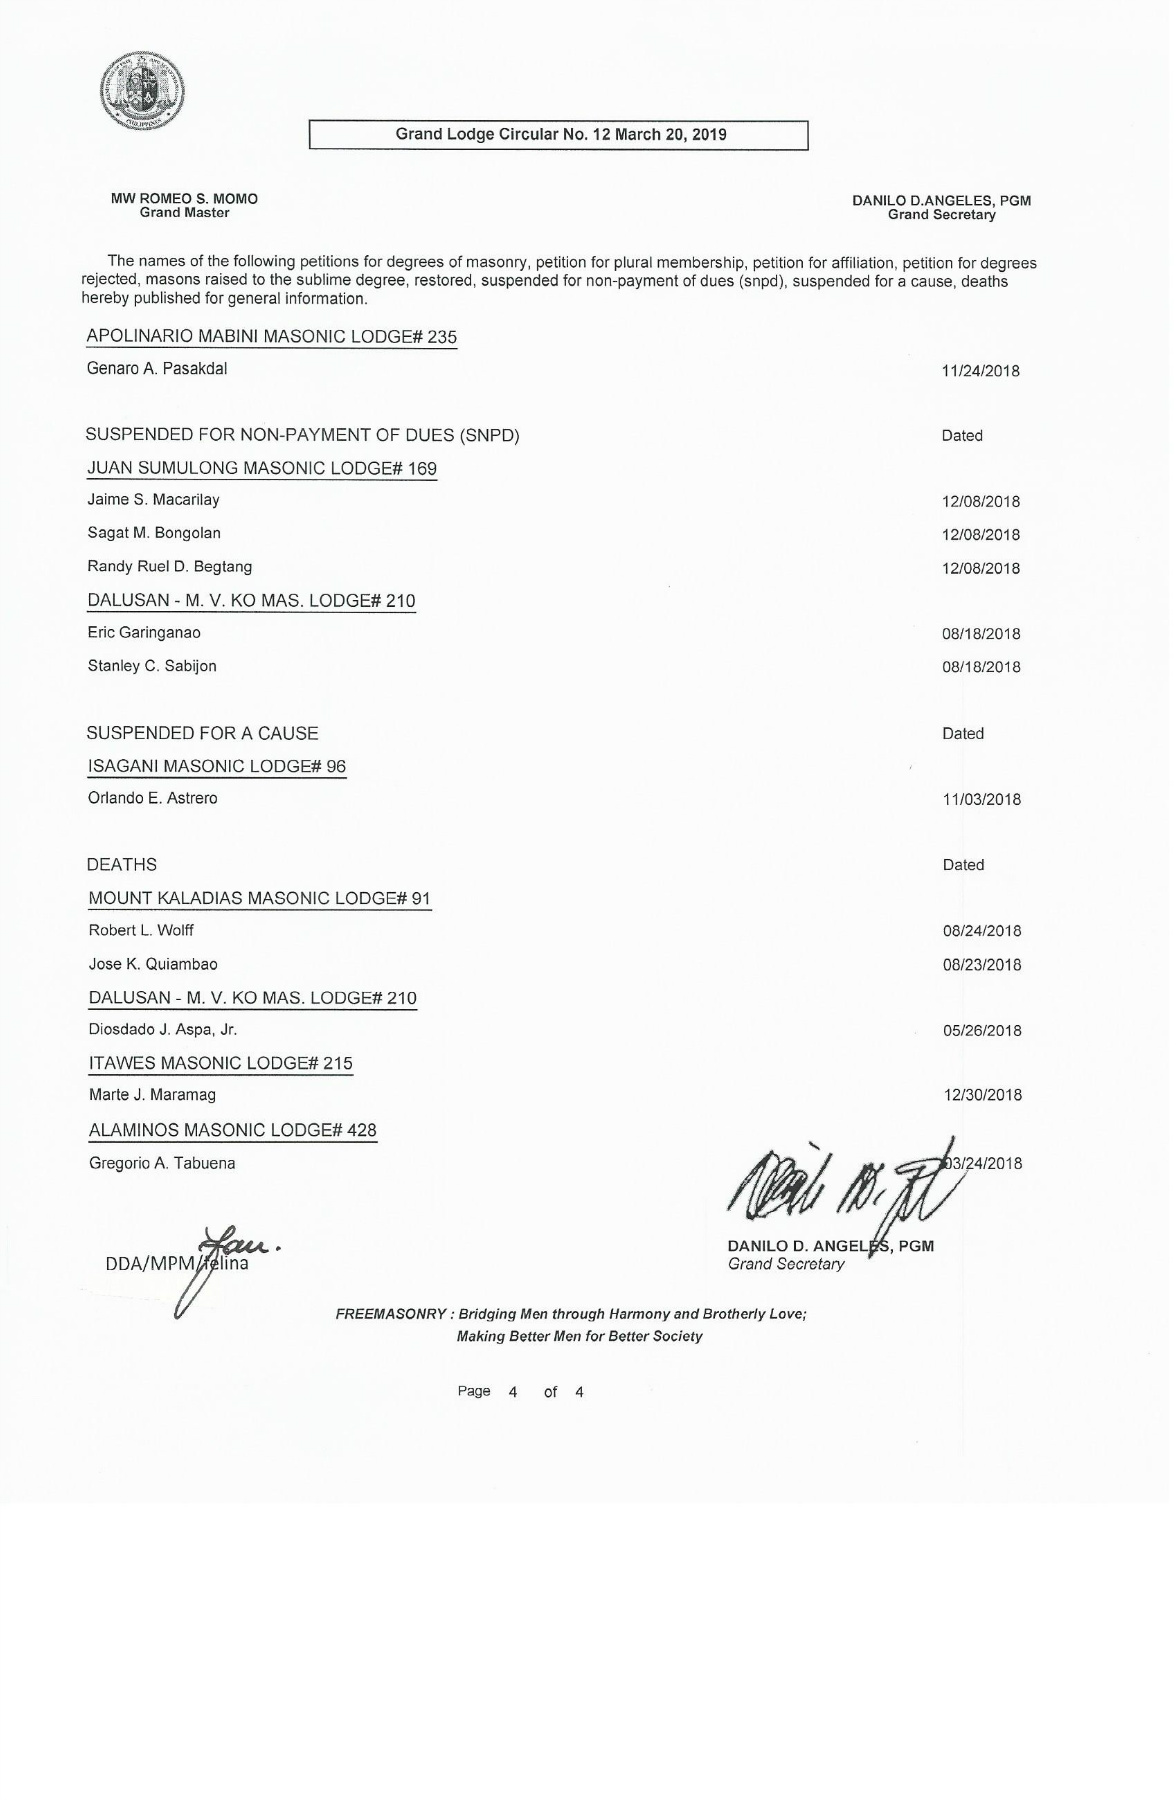 PHILIPPINES
Grand Lodge Circular No. 12 March 20, 2019
MW ROMEO S. MOMO
Grand Master
DANILO D.ANGELES, PGM
Grand Secretary
The names of the following petitions for degrees of masonry, petition for plural membership, petition for affiliation, petition for degrees
rejected, masons raised to the sublime degree, restored, suspended for non-payment of dues (snpd), suspended for a cause, deaths
hereby published for general information.
APOLINARIO MABINI MASONIC LODGE# 235
Genaro A. Pasakdal 11/24/2018
SUSPENDED FOR NON-PAYMENT OF DUES (SNPD) Dated
JUAN SUMULONG MASONIC LODGE# 169
Jaime S. Macarilay 12/08/2018
Sagat M. Bongolan 12/08/2018
Randy Ruel D. Begtang 12/08/2018
DALUSAN - M. V. KO MAS. LODGE# 210
Eric Garinganao 08/18/2018
Stanley C. Sabijon 08/18/2018
SUSPENDED FOR A CAUSE Dated
ISAGANI MASONIC LODGE# 96
Orlando E. Astrero 11/03/2018
DEATHS Dated
MOUNT KALADIAS MASONIC LODGE# 91
Robert L. Wolff 08/24/2018
Jose K. Quiambao 08/23/2018
DALUSAN - M. V. KO MAS. LODGE# 210
Diosdado J. Aspa, Jr. 05/26/2018
ITAWES MASONIC LODGE# 215
Marte J. Maramag 12/30/2018
ALAMINOS MASONIC LODGE# 428
Gregorio A. Tabuena 03/24/2018
DDA/MPM/felina
DANILO D. ANGELES, PGM
Grand Secretary
FREEMASONRY : Bridging Men through Harmony and Brotherly Love;
Making Better Men for Better Society
Page 4 of 4